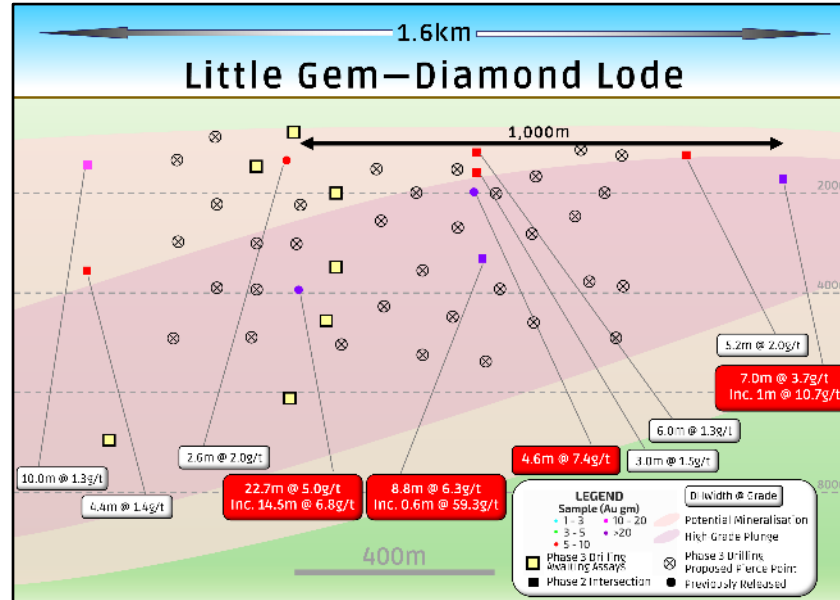 1.6km
Little Gem—Diamond Lode
1,000m
5.2m @ 2.0g/t
7.0m @ 3.7g/t
Inc. 1m @ 10.7g/t
6.0m @ 1.3g/t
2.6m @ 2.0g/t
4.6m @ 7.4g/t
3.0m @ 1.5g/t
10.0m @ 1.3g/t
22.7m @ 5.0g/t
Inc. 14.5m @ 6.8g/t
8.8m @ 6.3g/t
Inc. 0.6m @ 59.3g/t
4.4m @ 1.4g/t
400m
LEGEND
Sample (Au gm)
1 - 3
10 - 20
3 - 5
>20
5 - 10
Width @ Grade
Potential Mineralisation
High Grade Plunge
Phase 3 Drilling
Awaiting Assays
Phase 3 Drilling
Proposed Pierce Point
Phase 2 Intersection
Previously Released